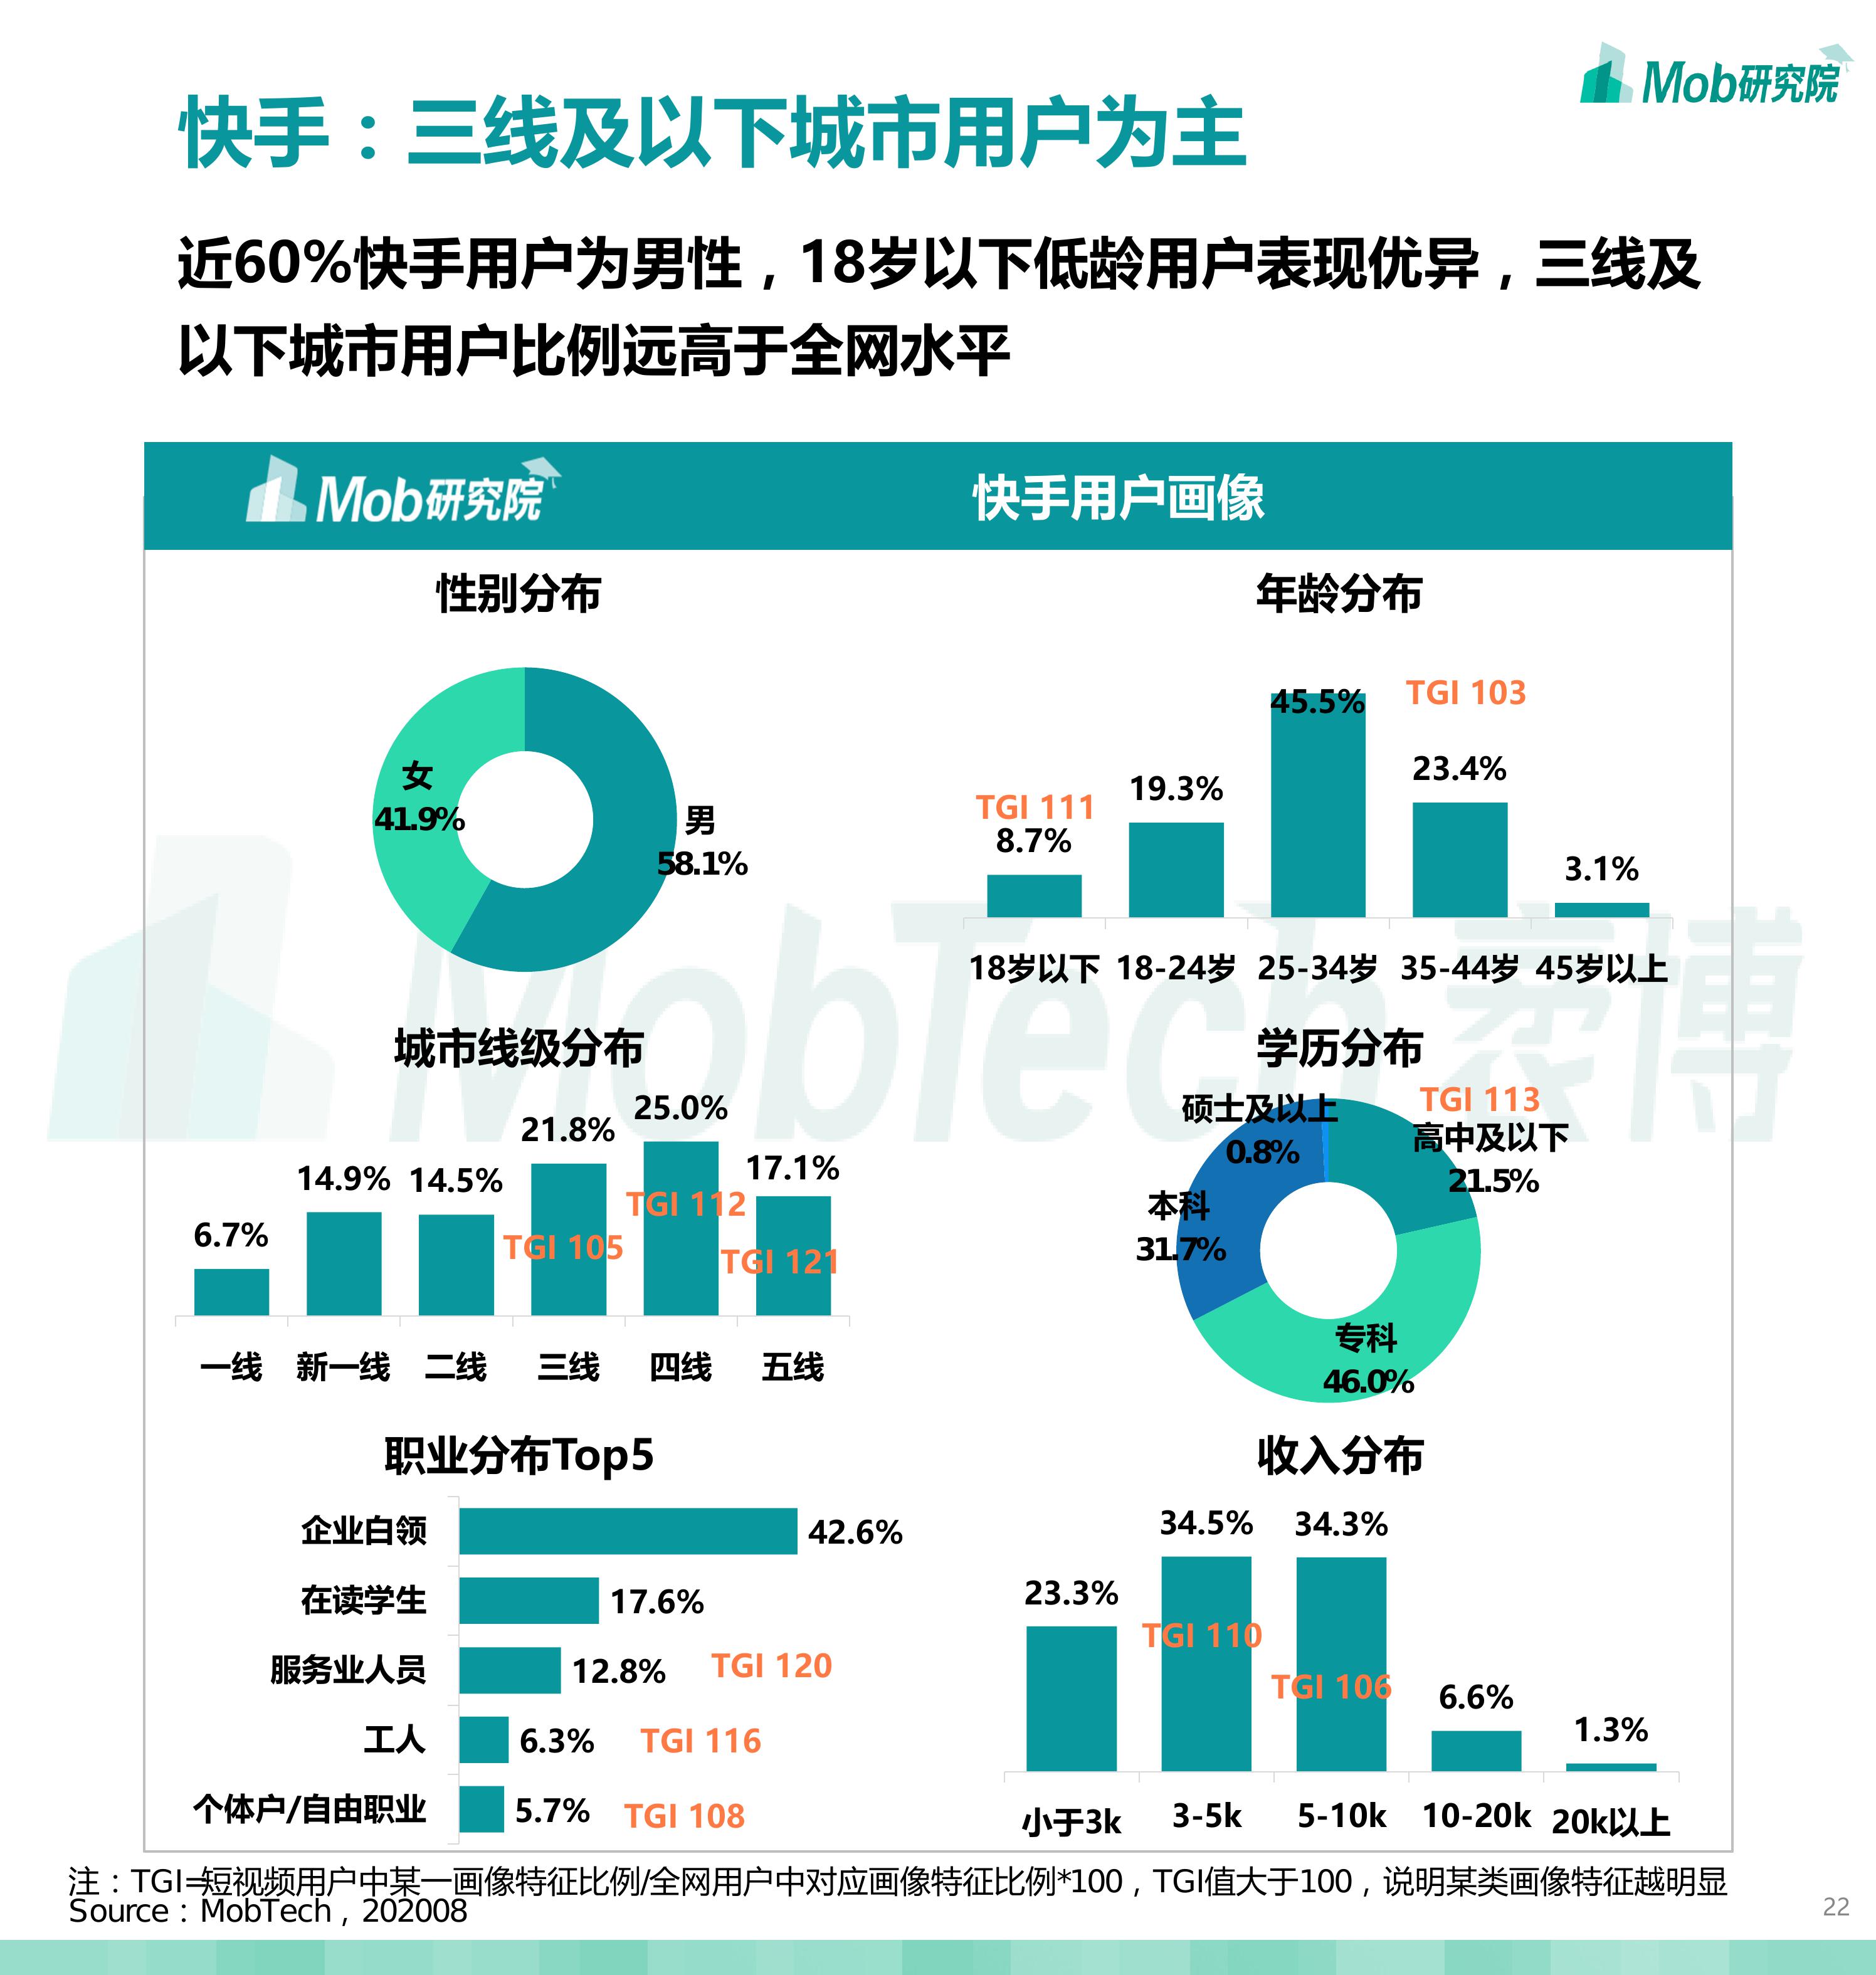 Mob研究院
快手：三线及以下城市用户为主
近60%快手用户为男性，18岁以下低龄用户表现优异，三线及
以下城市用户比例远高于全网水平
Mob研究院
快手用户画像
性别分布
女
41.9%
男
58.1%
年龄分布
TGI 111
TGI 103
8.7%
19.3%
45.5%
23.4%
3.1%
18岁以下
18-24岁
25-34岁
35-44岁
45岁以上
MobTech 袤博
城市线级分布
6.7%
14.9%
14.5%
21.8%
25.0%
17.1%
TGI 105
TGI 112
TGI 121
一线
新一线
二线
三线
四线
五线
学历分布
硕士及以上
0.8%
TGI 113
高中及以下
21.5%
本科
31.7%
专科
46.0%
职业分布Top5
企业白领
42.6%
在读学生
17.6%
服务业人员
12.8%
TGI 120
工人
6.3%
TGI 116
个体户/自由职业
5.7%
TGI 108
收入分布
23.3%
34.5%
34.3%
6.6%
1.3%
TGI 110
TGI 106
小于3k
3-5k
5-10k
10-20k
20k以上
注：TGI=短视频用户中某一画像特征比例/全网用户中对应画像特征比例*100，TGI值大于100，说明某类画像特征越明显
Source：MobTech，202008
22